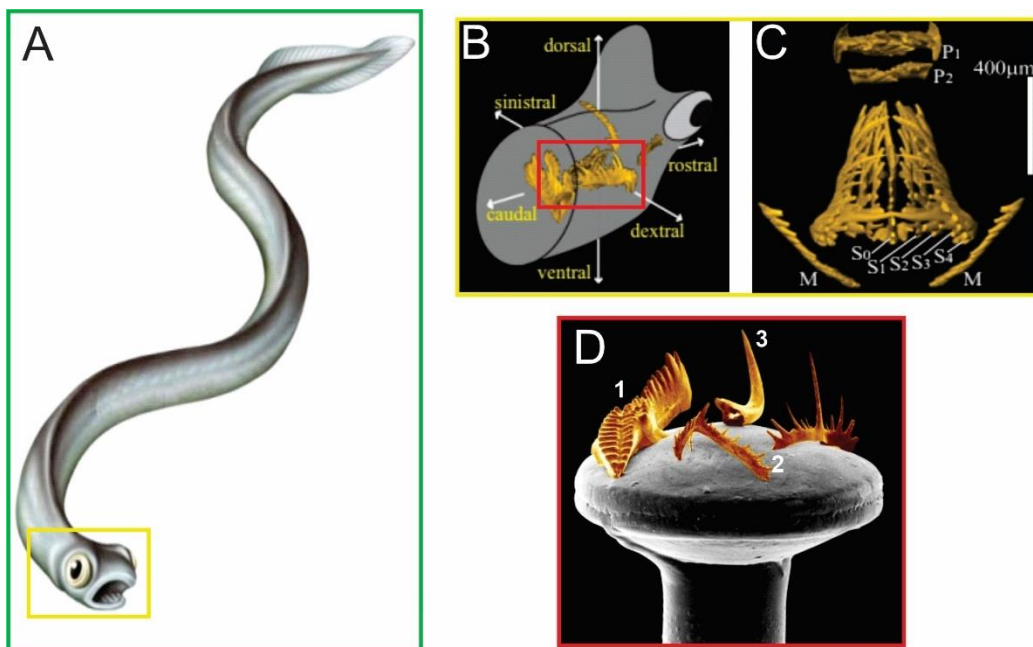 A
B
dorsal
sinistral
rostral
caudal
dextral
ventral
C
P1
P2
400μm
S0
S1
S2
S3
S4
M
M
D
1
2
3